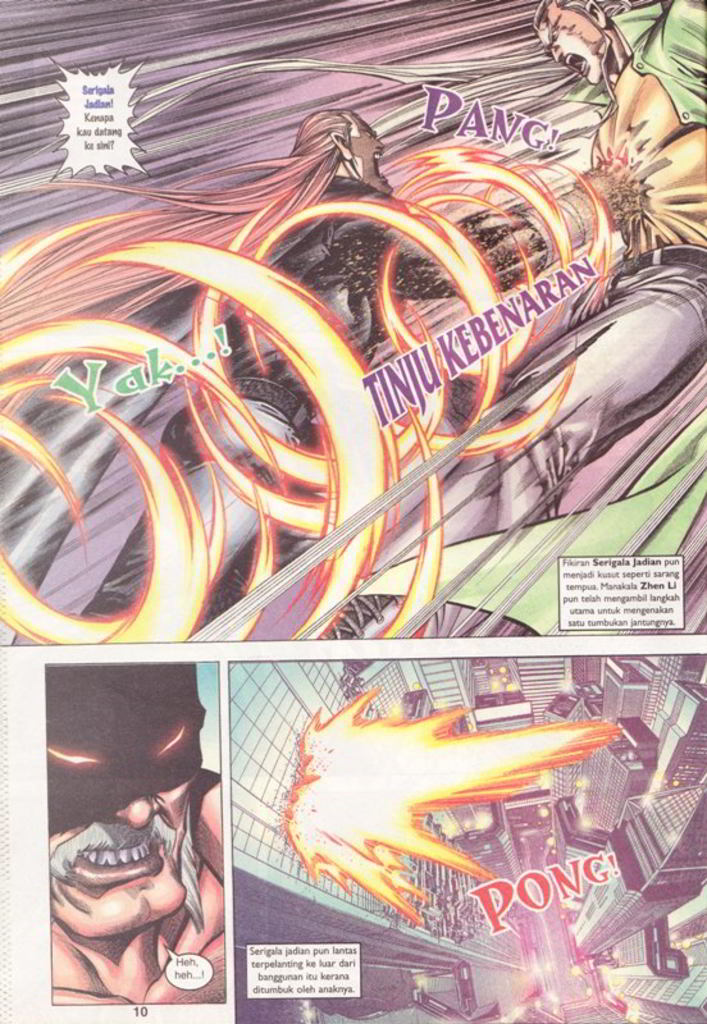 Serigala
Jadian!
Kenapa
kau datang
ke sini?
PANG!
TINJU KEBENARAN
Yak...!
Fikiran Serigala Jadian pun
menjadi kusut seperti sarang
tempua. Manakala Zhen Li
pun telah mengambil langkah
utama untuk mengenakan
satu tumbukan jantungnya.
Heh,
heh...!
PONG!
Serigala jadian pun lantas
terpelanting ke luar dari
bangunan itu kerana
ditumbuk oleh anaknya.
10